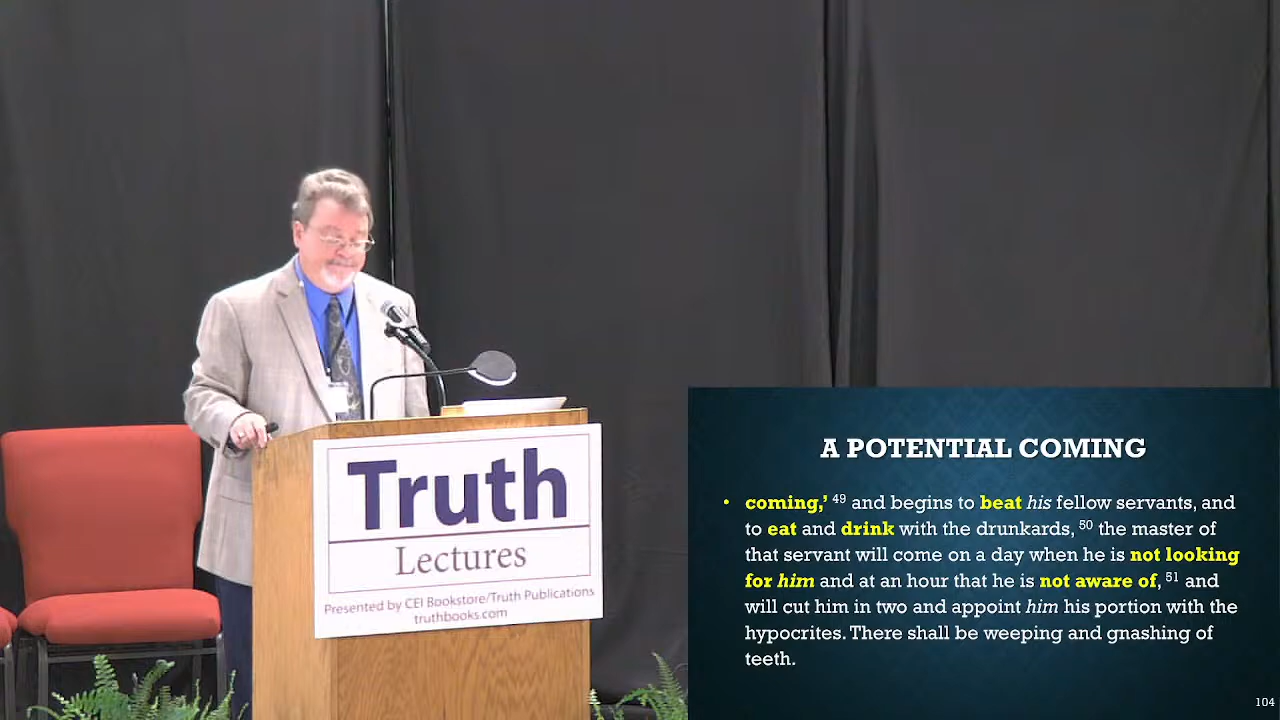 Truth
Lectures
Presented by CEI Bookstore/Truth Publications
truthbooks.com
A POTENTIAL COMING
• coming,’ 49 and begins to beat his fellow servants, and
to eat and drink with the drunkards, 50 the master of
that servant will come on a day when he is not looking
for him and at an hour that he is not aware of, 51 and
will cut him in two and appoint him his portion with the
hypocrites. There shall be weeping and gnashing of
teeth.
104